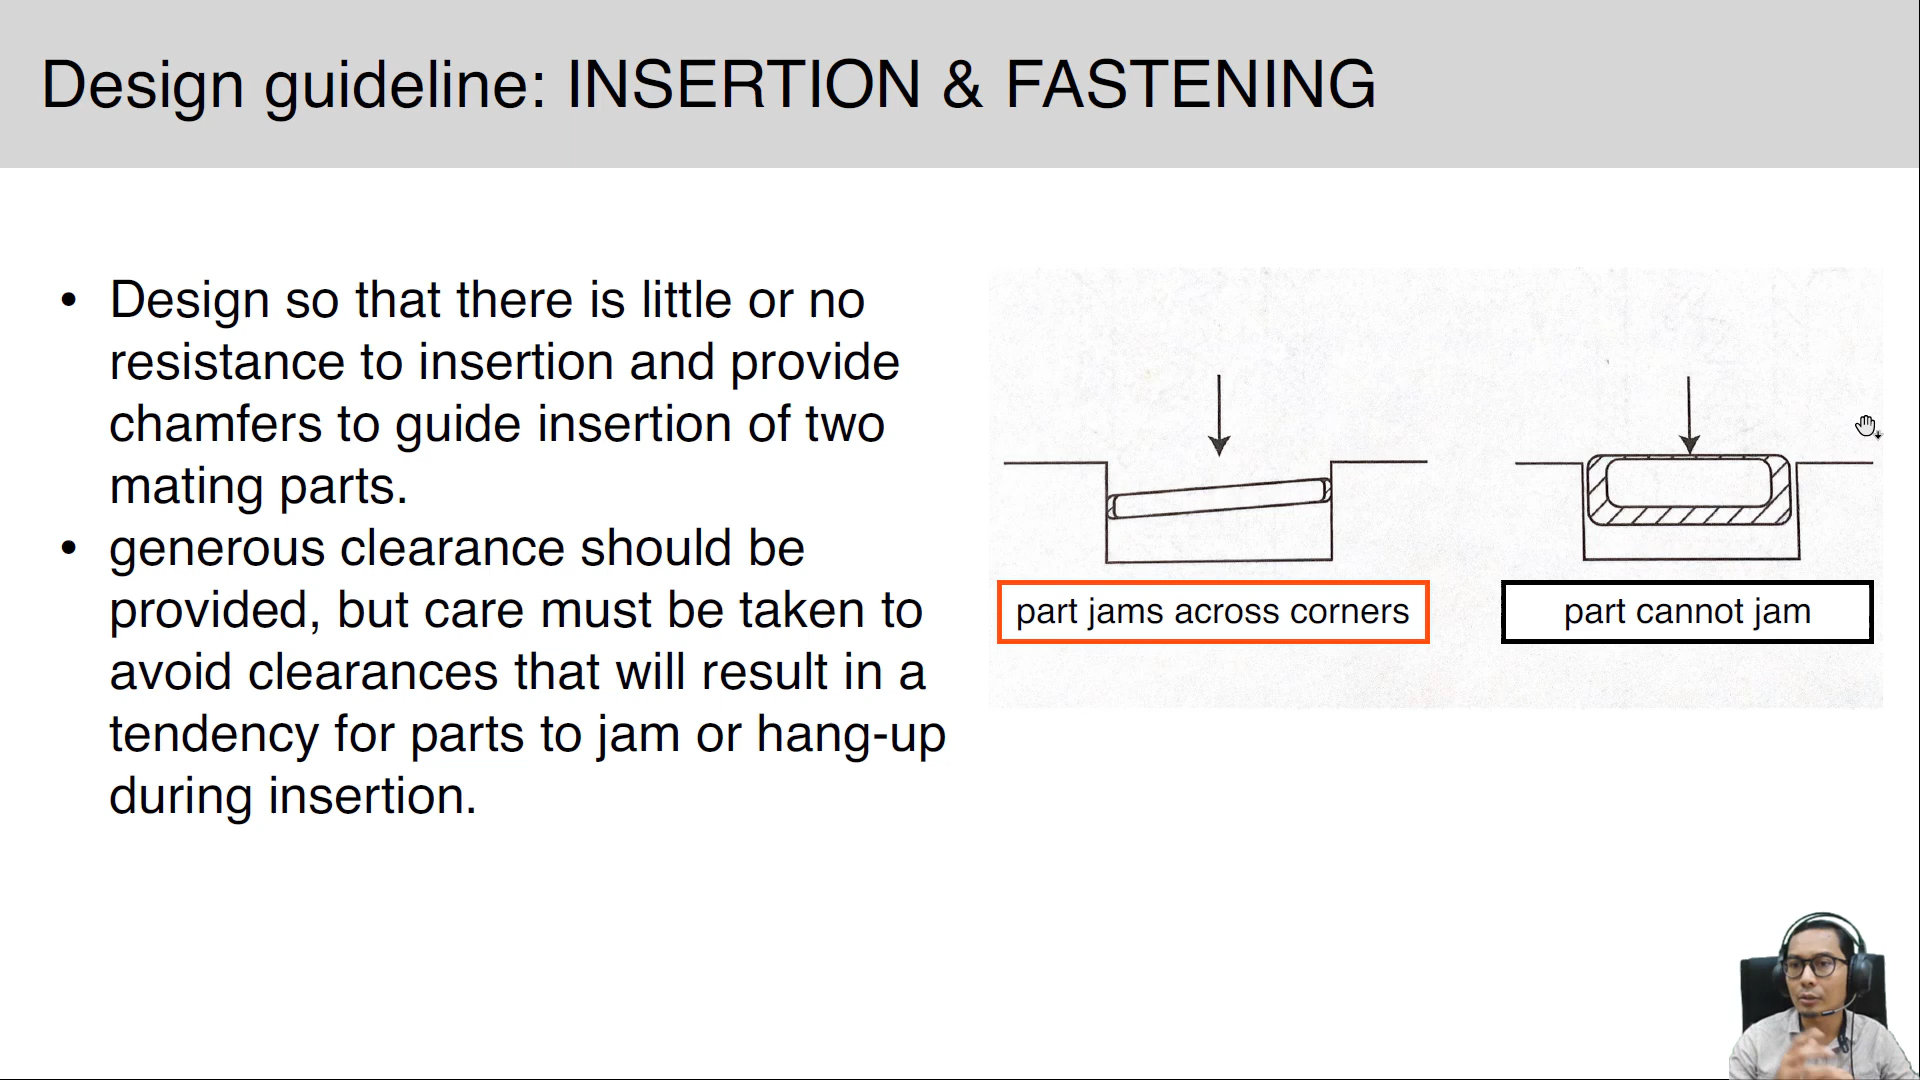 Design guideline: INSERTION & FASTENING
• Design so that there is little or no
resistance to insertion and provide
chamfers to guide insertion of two
mating parts.
• generous clearance should be
provided, but care must be taken to
avoid clearances that will result in a
tendency for parts to jam or hang-up
during insertion.
part jams across corners
part cannot jam